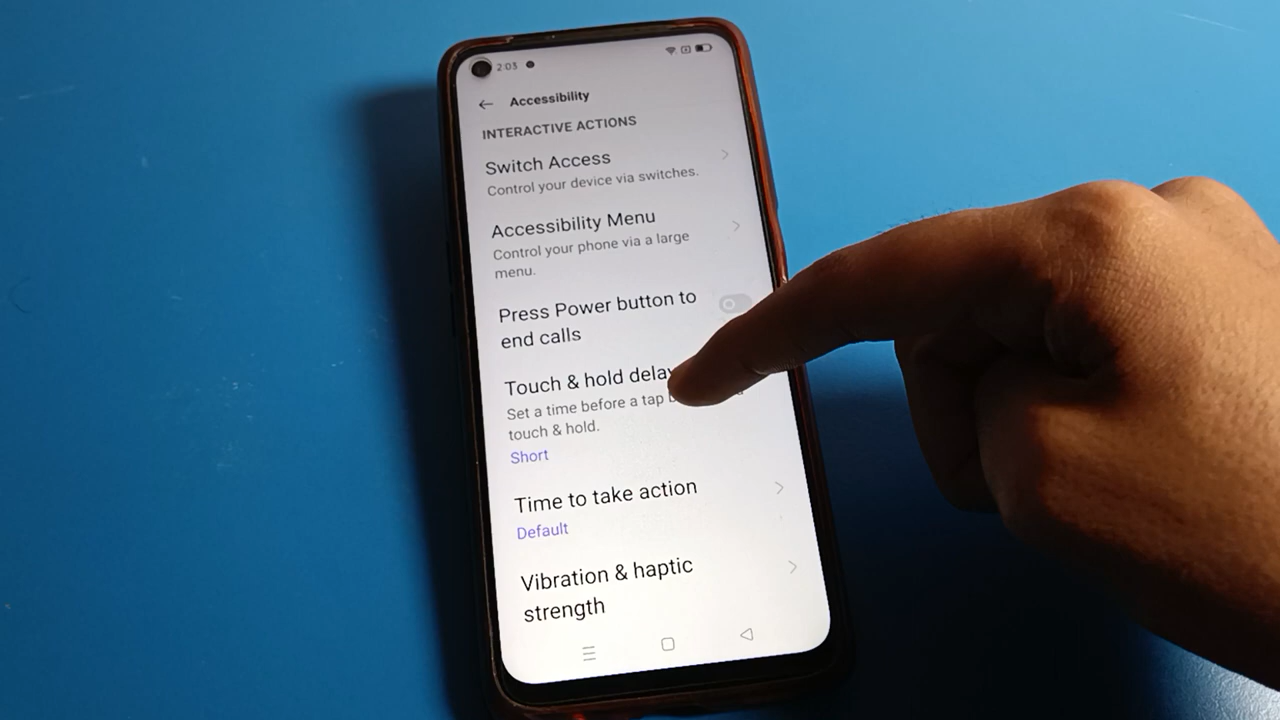 2:03
Accessibility
INTERACTIVE ACTIONS
Switch Access
Control your device via switches.
Accessibility Menu
Control your phone via a large
menu.
Press Power button to
end calls
Touch & hold delay
Set a time before a tap
touch & hold.
Short
Time to take action
Default
Vibration & haptic
strength